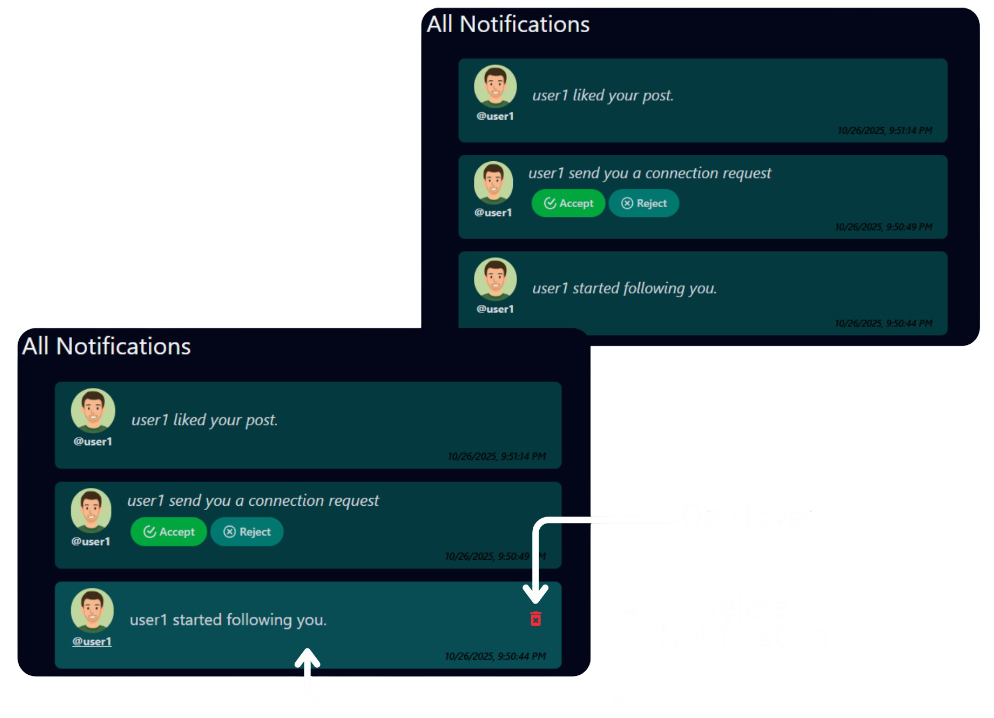 All Notifications
user1 liked your post.
@user1
10/26/2025, 9:51:14 PM
user1 send you a connection request
Accept Reject
@user1
10/26/2025, 9:50:49 PM
user1 started following you.
@user1
10/26/2025, 9:50:44 PM
All Notifications
user1 liked your post.
@user1
10/26/2025, 9:51:14 PM
user1 send you a connection request
Accept Reject
@user1
10/26/2025, 9:50:49 PM
user1 started following you.
@user1
10/26/2025, 9:50:44 PM